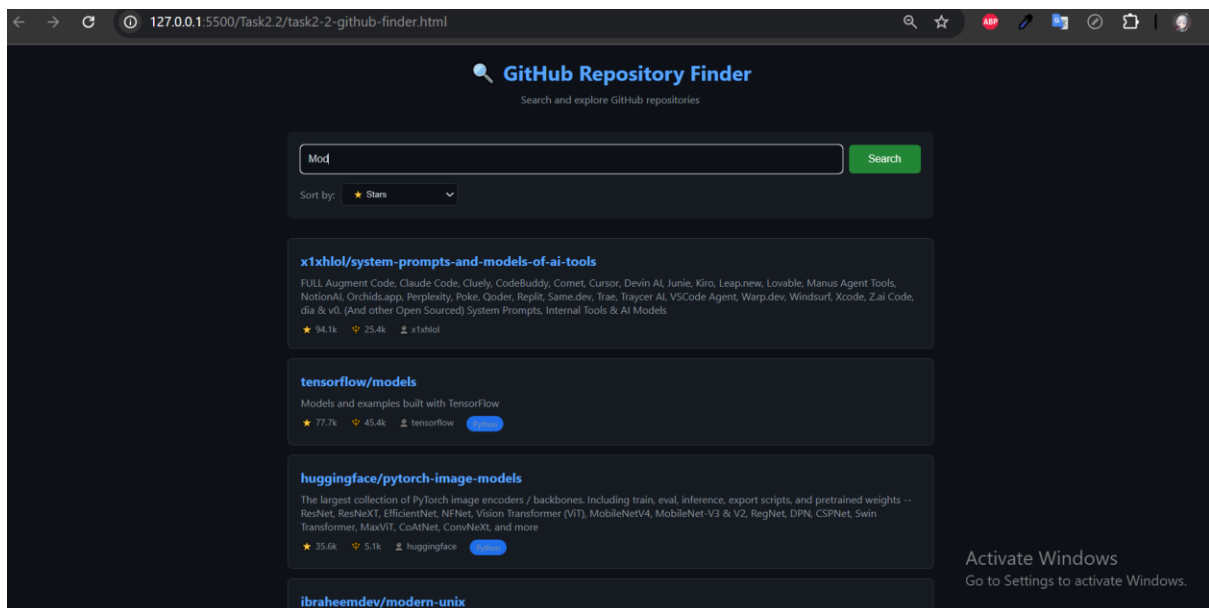 127.0.0.1:5500/Task2.2/task2-2-github-finder.html
ABP
GitHub Repository Finder
Search and explore GitHub repositories
Mod
Search
Sort by:
Stars
x1xhlol/system-prompts-and-models-of-ai-tools
FULL Augment Code, Claude Code, Cluely, CodeBuddy, Comet, Cursor, Devin AI, Junie, Kiro, Leap.new, Lovable, Manus Agent Tools,
NotionAI, Orchids.app, Perplexity, Poke, Qoder, Replit, Same.dev, Trae, Traycer AI, VSCode Agent, Warp.dev, Windsurf, Xcode, Z.ai Code,
dia & v0. (And other Open Sourced) System Prompts, Internal Tools & AI Models
94.1k 25.4k x1xhlol
tensorflow/models
Models and examples built with TensorFlow
77.7k 45.4k tensorflow Python
huggingface/pytorch-image-models
The largest collection of PyTorch image encoders / backbones. Including train, eval, inference, export scripts, and pretrained weights --
ResNet, ResNeXT, EfficientNet, NFNet, Vision Transformer (ViT), MobileNetV4, MobileNet-V3 & V2, RegNet, DPN, CSPNet, Swin
Transformer, MaxViT, CoAtNet, ConvNeXt, and more
35.6k 5.1k huggingface Python
ibraheemdev/modern-unix
Activate Windows
Go to Settings to activate Windows.